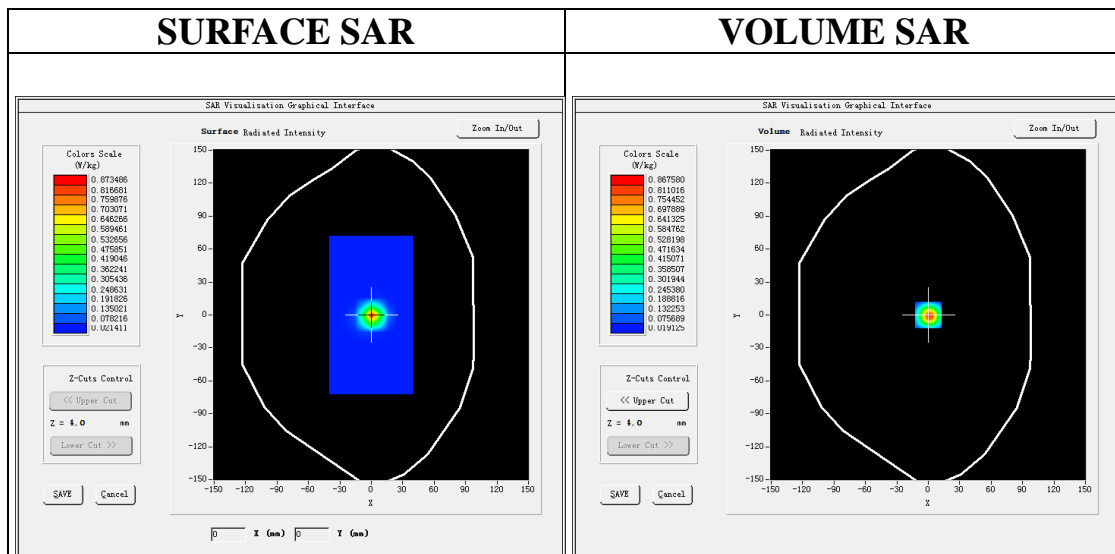 SURFACE SAR
VOLUME SAR
SAR Visualisation Graphical Interface
Surface Radiated Intensity
Zoom In/Out
Colors Scale
(W/kg)
0.873486
0.816681
0.759876
0.703071
0.646266
0.589461
0.532656
0.475851
0.419046
0.362241
0.305436
0.248631
0.191826
0.135021
0.078216
0.021411
Z-Cuts Control
<< Upper Cut
Z = 4.0 mm
Lower Cut >>
SAVE
Cancel
150
120
90
60
30
0
-30
-60
-90
-120
-150
Y
-150 -120 -90 -60 -30 0 30 60 90 120 150
X
0 X (mm) 0 Y (mm)
SAR Visualisation Graphical Interface
Volume Radiated Intensity
Zoom In/Out
Colors Scale
(W/kg)
0.867580
0.811016
0.754452
0.697889
0.641325
0.584762
0.528198
0.471634
0.415071
0.358507
0.301944
0.245380
0.188816
0.132253
0.075689
0.019125
Z-Cuts Control
<< Upper Cut
Z = 4.0 mm
Lower Cut >>
SAVE
Cancel
150
120
90
60
30
0
-30
-60
-90
-120
-150
Y
-150 -120 -90 -60 -30 0 30 60 90 120 150
X